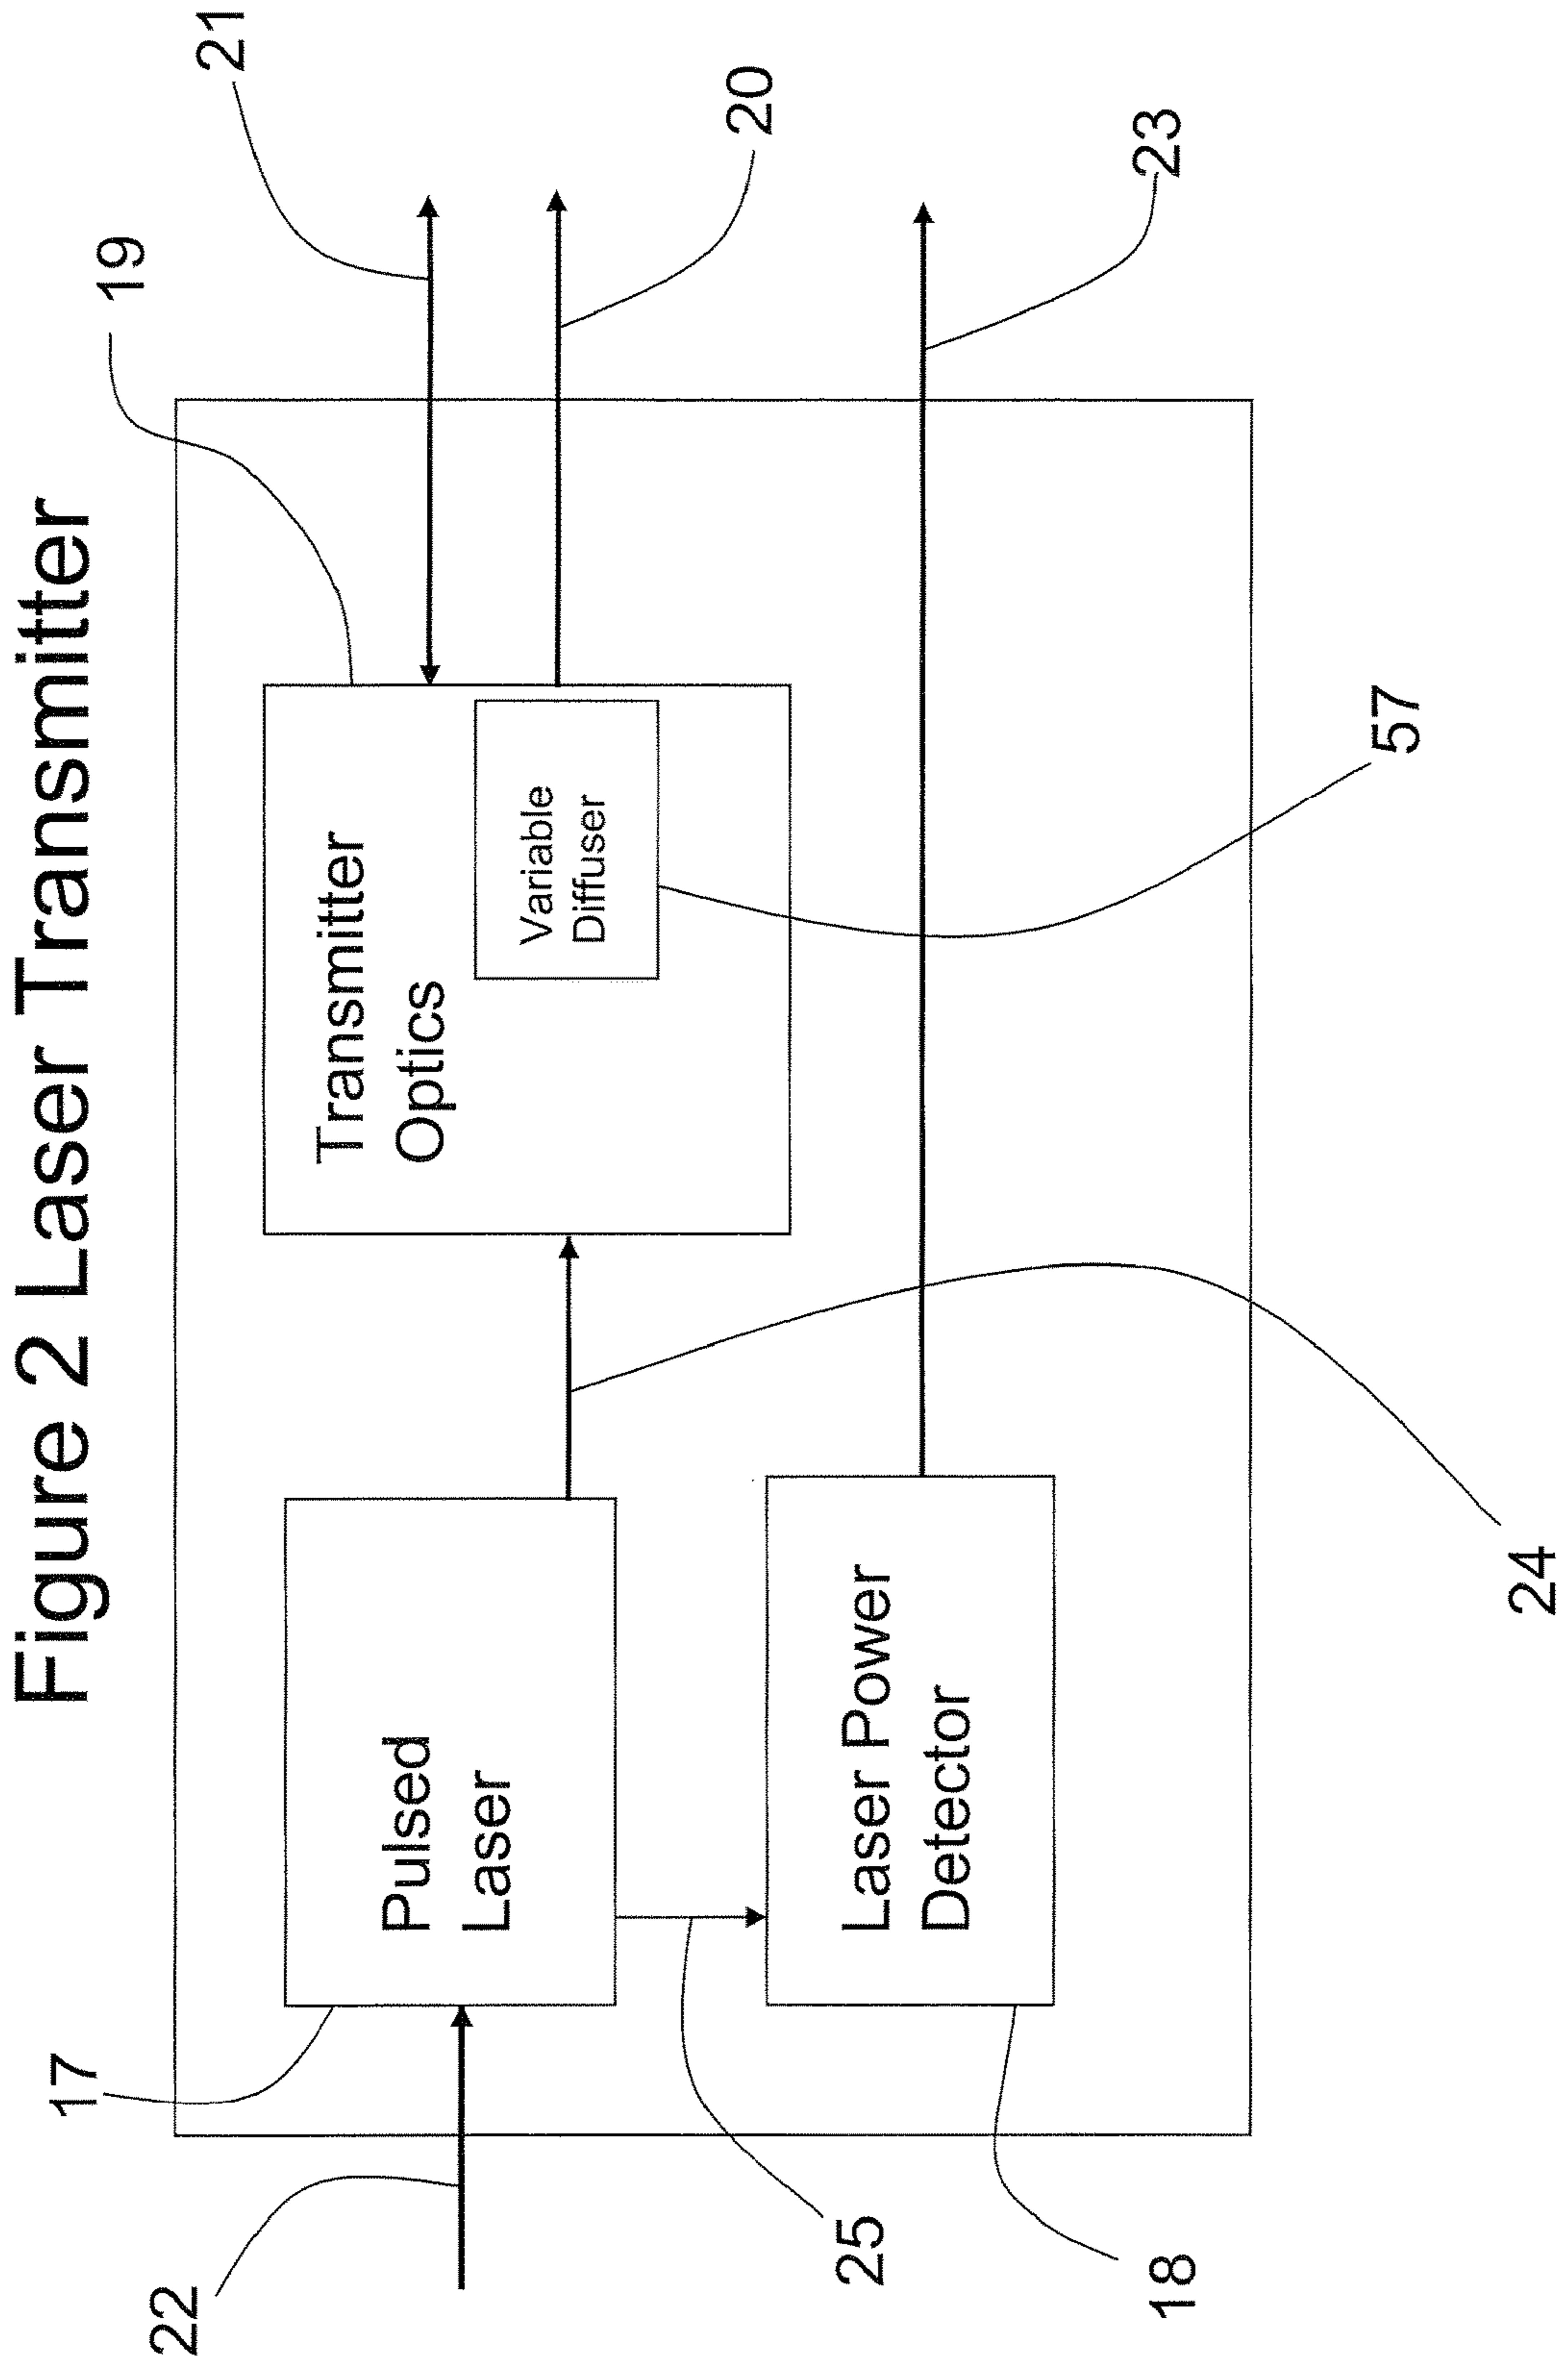 Figure 2 Laser Transmitter
21
19
20
23
17
22
Pulsed
Laser
Transmitter
Optics
Variable
Diffuser
Laser Power
Detector
25
18
24
57